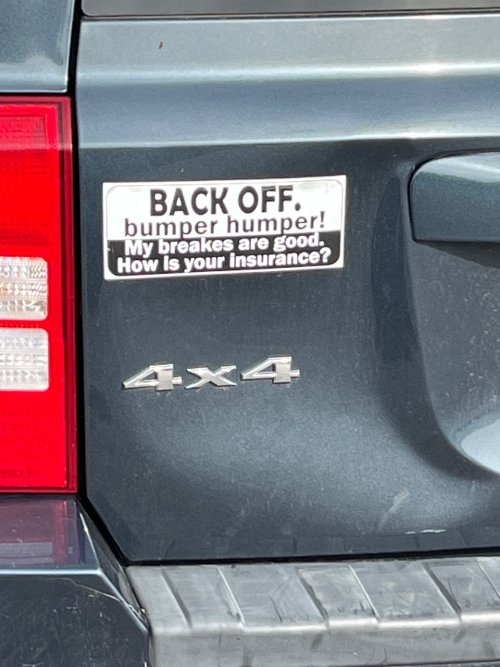 BACK OFF.
bumper humper!
My breakes are good.
How Is your insurance?
4x4